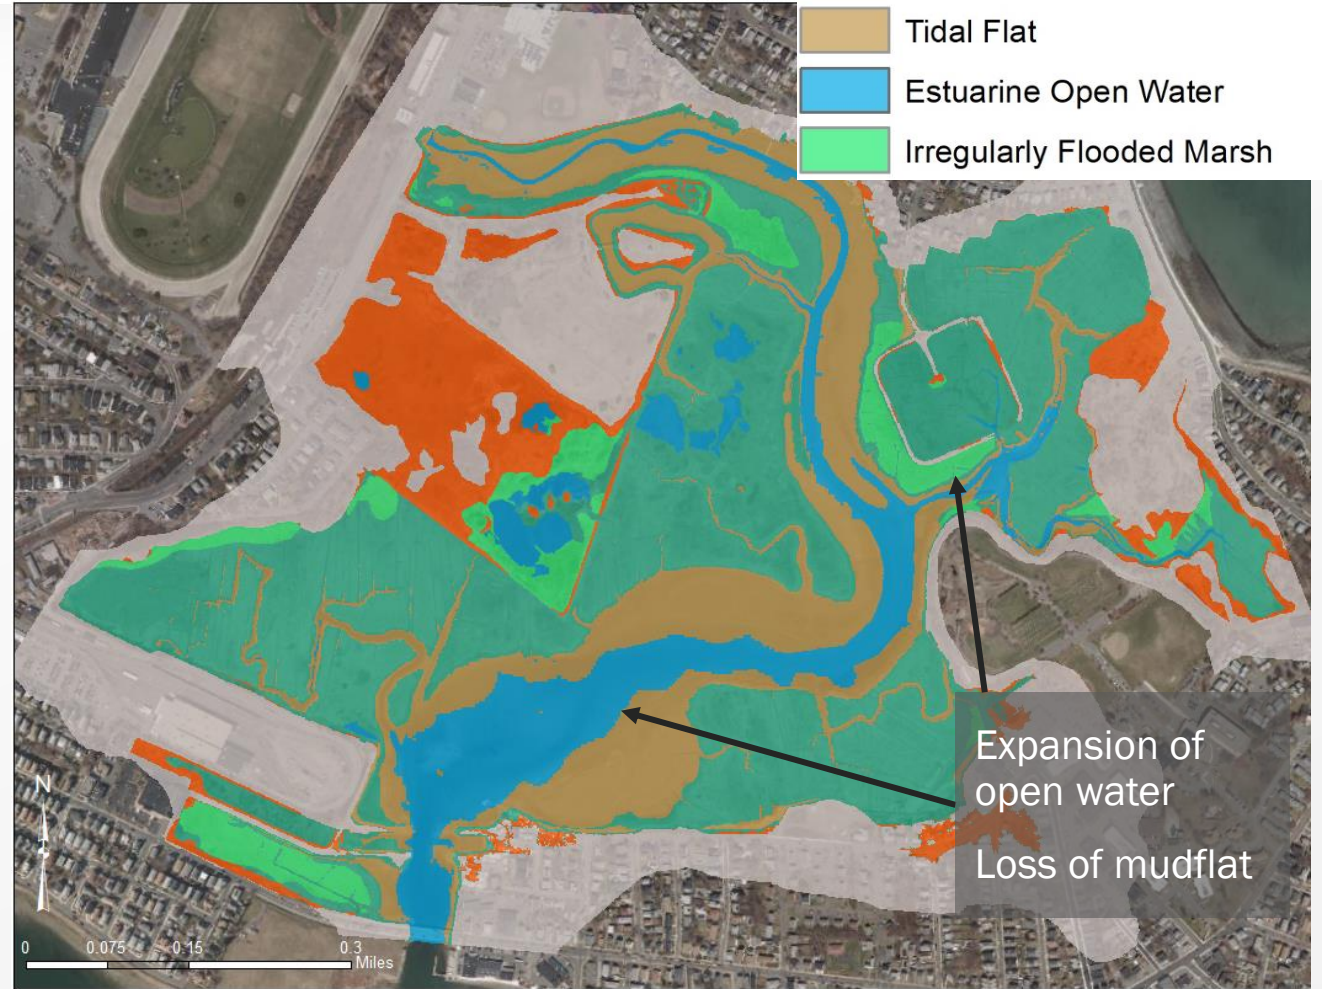 Tidal Flat
Estuarine Open Water
Irregularly Flooded Marsh
Expansion of
open water
Loss of mudflat
N
0 0.075 0.15 0.3
Miles